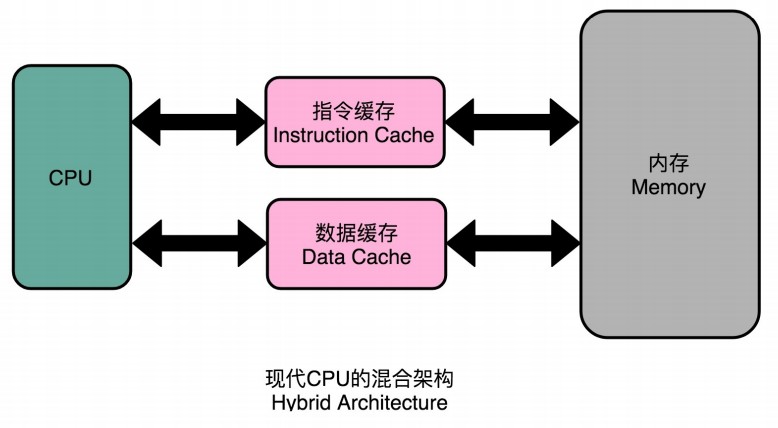 CPU
指令缓存
Instruction Cache
数据缓存
Data Cache
内存
Memory
现代CPU的混合架构
Hybrid Architecture